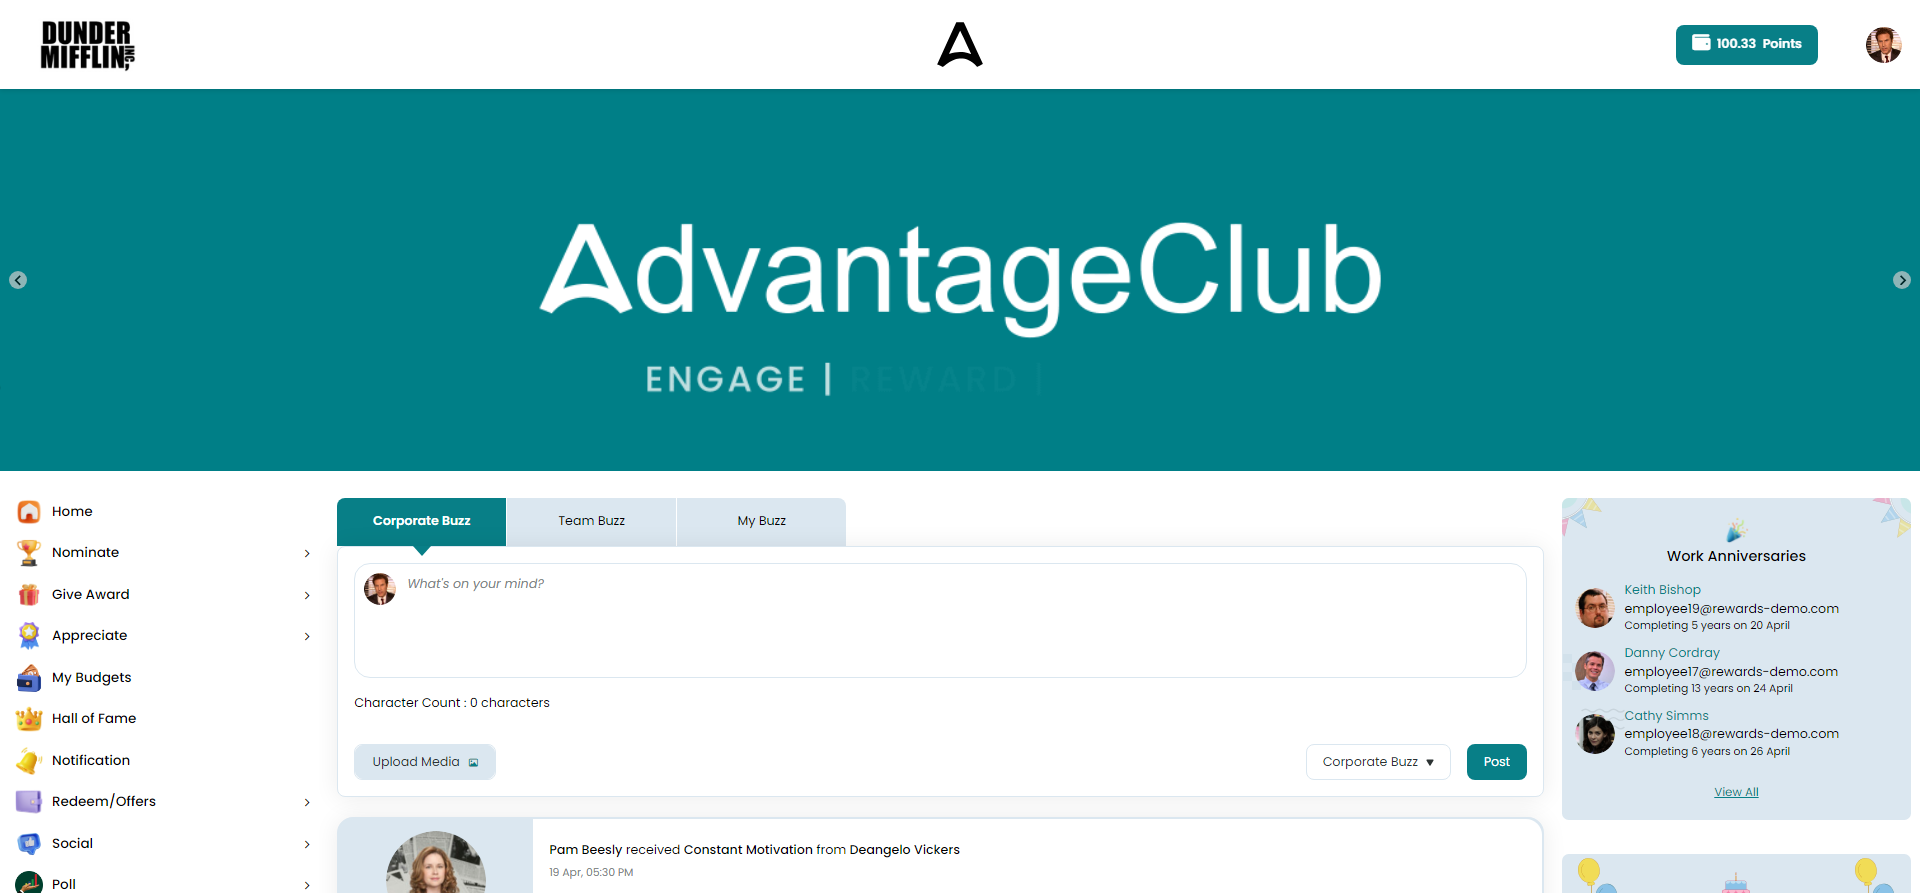 DUNDER
MIFFLIN INC,
100.33 Points
AdvantageClub
ENGAGE | REWARD |
Home
Nominate
Give Award
Appreciate
My Budgets
Hall of Fame
Notification
Redeem/Offers
Social
Poll
Corporate Buzz
Team Buzz
My Buzz
What's on your mind?
Character Count : 0 characters
Upload Media
Corporate Buzz
Post
Pam Beesly received Constant Motivation from Deangelo Vickers
19 Apr, 05:30 PM
Work Anniversaries
Keith Bishop
employee19@rewards-demo.com
Completing 5 years on 20 April
Danny Cordray
employee17@rewards-demo.com
Completing 13 years on 24 April
Cathy Simms
employee18@rewards-demo.com
Completing 6 years on 26 April
View All